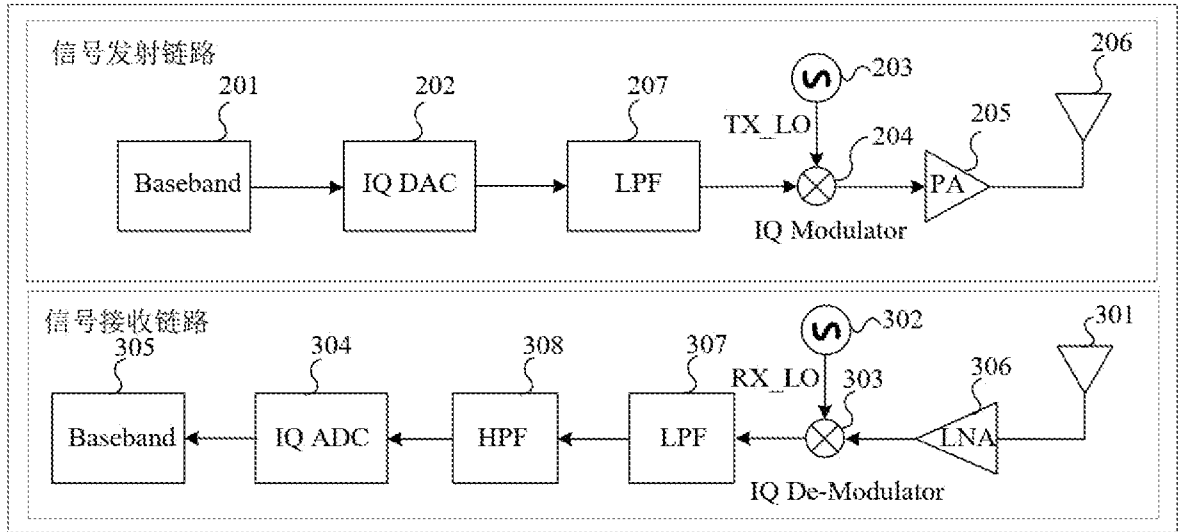 信号发射链路
201
202
207
203
206
TX_LO
204
205
Baseband
IQ DAC
LPF
PA
IQ Modulator
信号接收链路
305
304
308
307
302
301
RX_LO
303
306
Baseband
IQ ADC
HPF
LPF
LNA
IQ De-Modulator